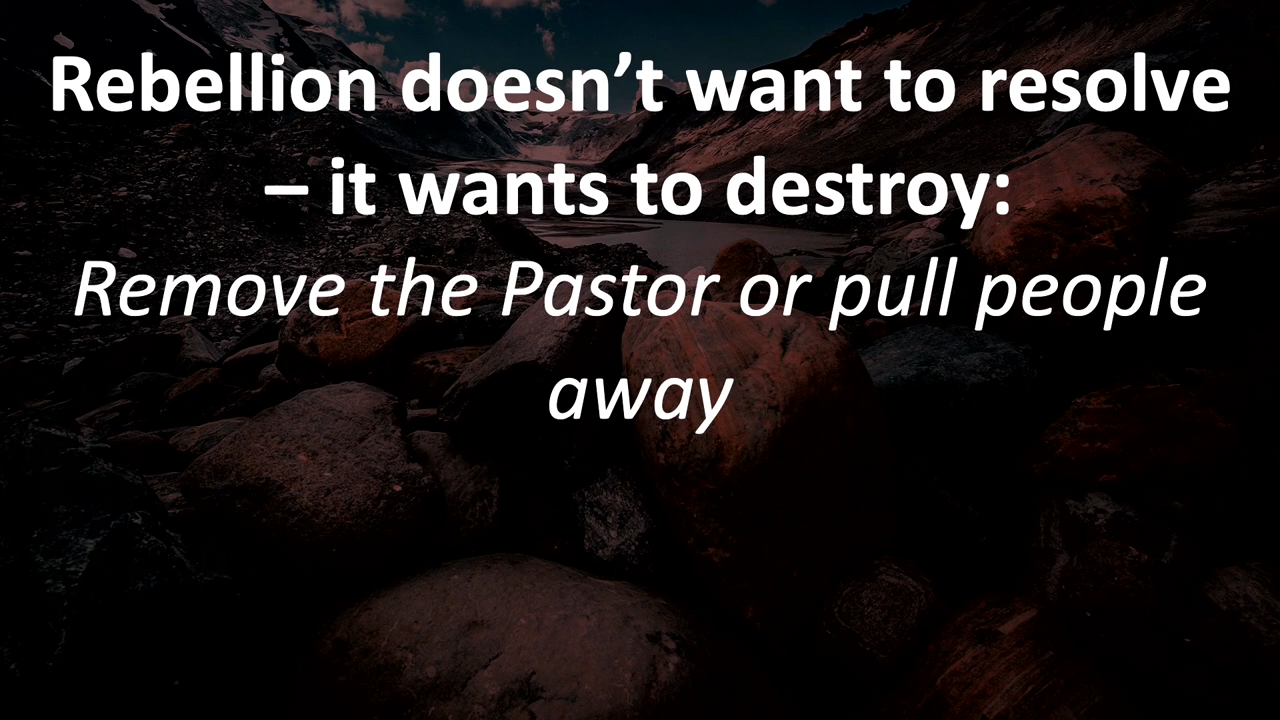 Rebellion doesn’t want to resolve
– it wants to destroy:
Remove the Pastor or pull people
away